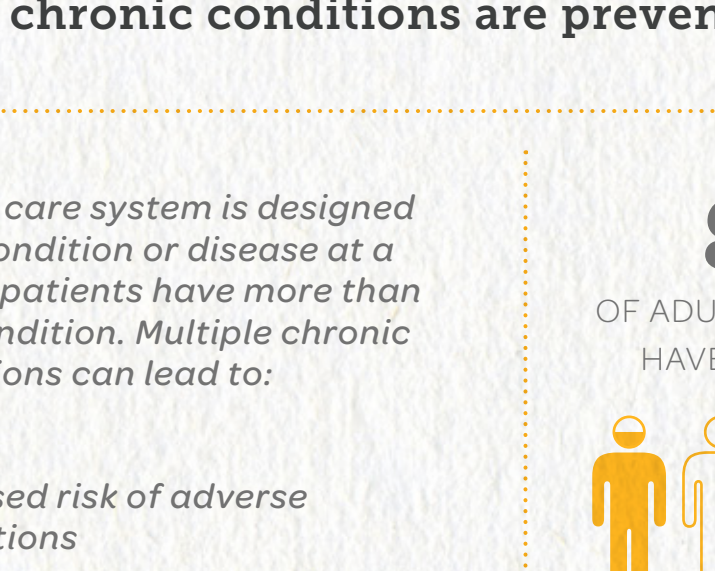 chronic conditions are preven
care system is designed
ondition or disease at a
patients have more than
ndition. Multiple chronic
ions can lead to:
sed risk of adverse
tions
OF ADU
HAVE